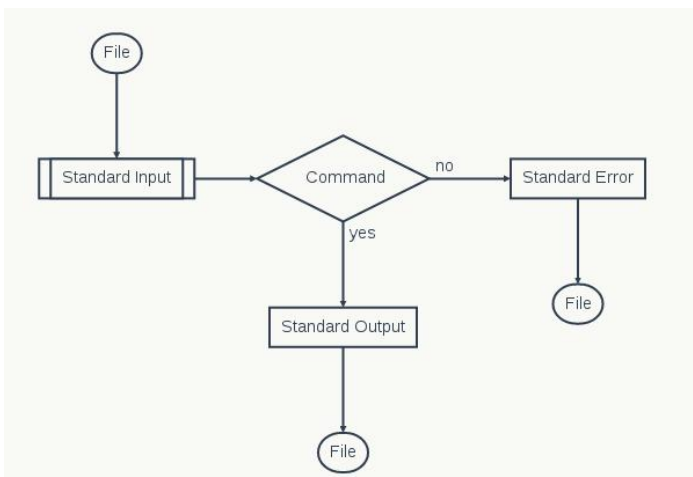 File
Standard Input
Command
no
Standard Error
yes
File
Standard Output
File